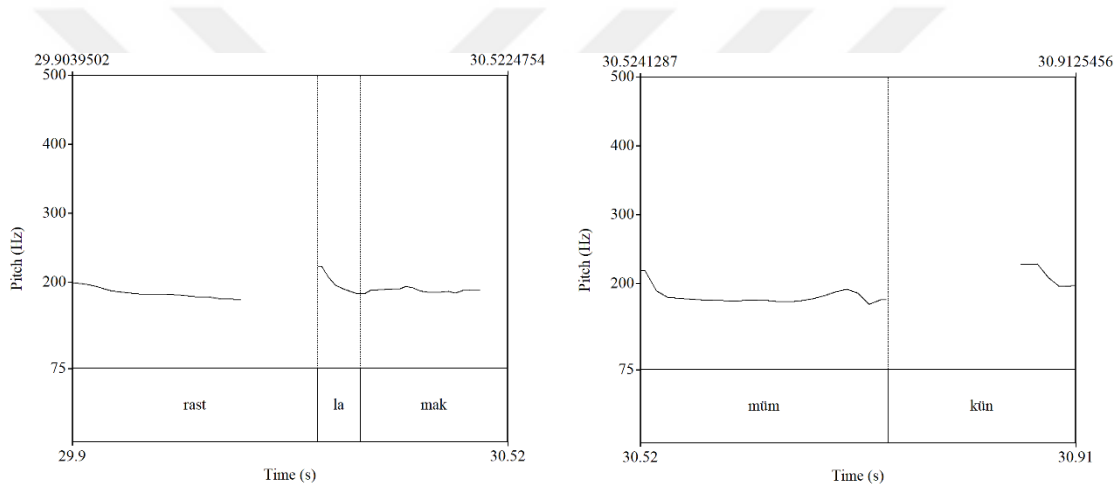 29.9039502 30.5224754
500
400
300
200
75
Pitch (Hz)
rast la mak
29.9 30.52
Time (s)
30.5241287 30.9125456
500
400
300
200
75
Pitch (Hz)
müm kün
30.52 30.91
Time (s)